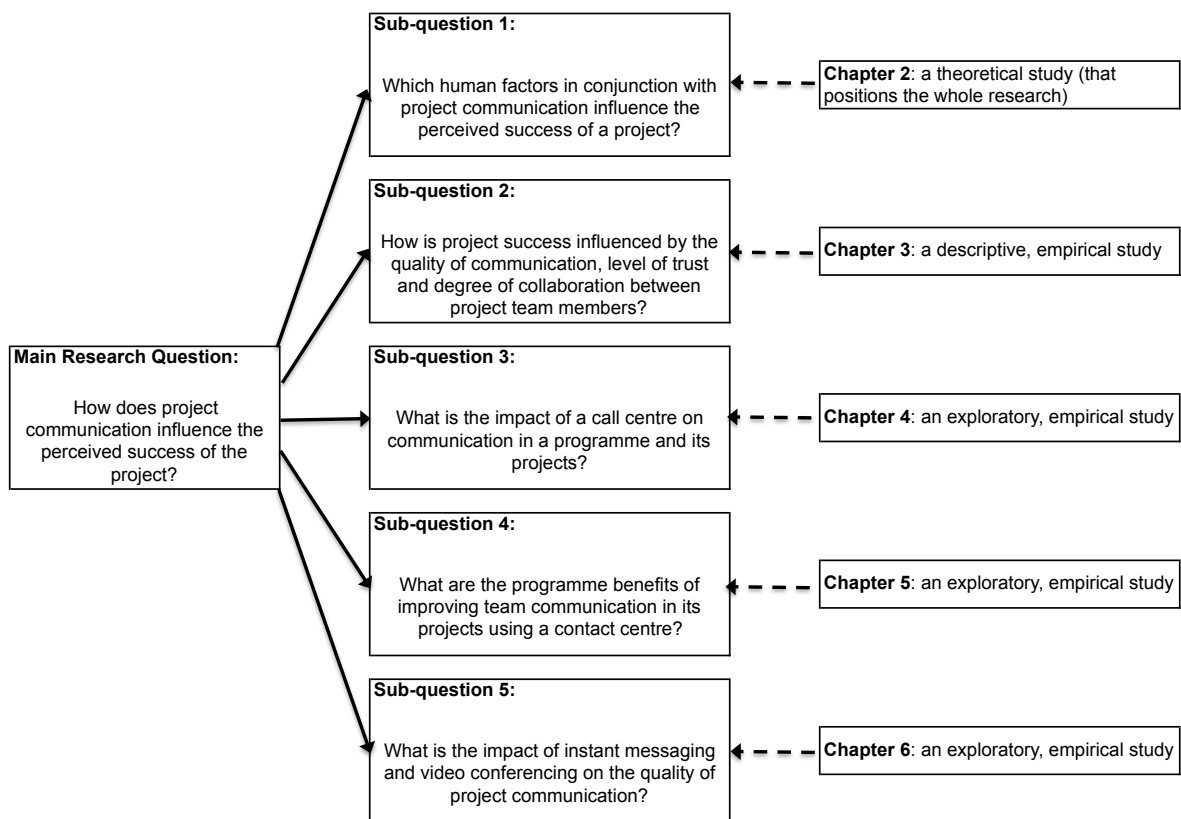 Main Research Question:
How does project
communication influence the
perceived success of the
project?
Sub-question 1:
Which human factors in conjunction with
project communication influence the
perceived success of a project?
Chapter 2: a theoretical study (that
positions the whole research)
Sub-question 2:
How is project success influenced by the
quality of communication, level of trust
and degree of collaboration between
project team members?
Chapter 3: a descriptive, empirical study
Sub-question 3:
What is the impact of a call centre on
communication in a programme and its
projects?
Chapter 4: an exploratory, empirical study
Sub-question 4:
What are the programme benefits of
improving team communication in its
projects using a contact centre?
Chapter 5: an exploratory, empirical study
Sub-question 5:
What is the impact of instant messaging
and video conferencing on the quality of
project communication?
Chapter 6: an exploratory, empirical study